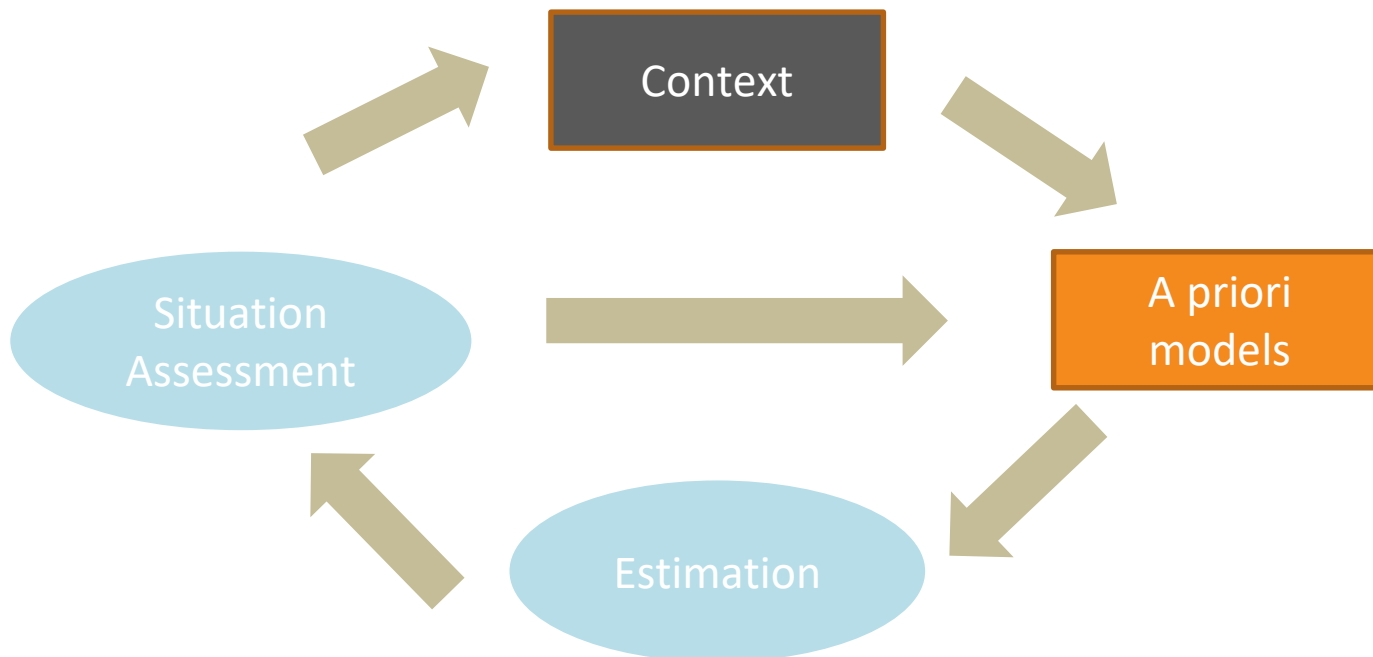 Context
Situation
Assessment
A priori
models
Estimation